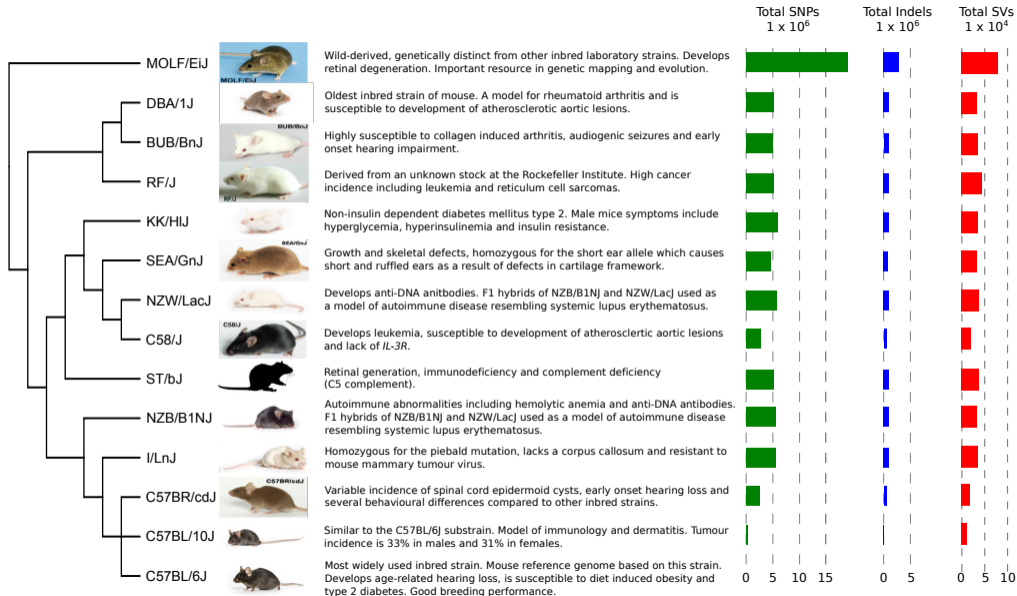 Total SNPs
1 x 10⁶
Total Indels
1 x 10⁶
Total SVs
1 x 10⁴
MOLF/EiJ
MOLF/EiJ
Wild-derived, genetically distinct from other inbred laboratory strains. Develops
retinal degeneration. Important resource in genetic mapping and evolution.
DBA/1J
Oldest inbred strain of mouse. A model for rheumatoid arthritis and is
susceptible to development of atherosclerotic aortic lesions.
BUB/BnJ
BUB/BnJ
Highly susceptible to collagen induced arthritis, audiogenic seizures and early
onset hearing impairment.
RF/J
RF/J
Derived from an unknown stock at the Rockefeller Institute. High cancer
incidence including leukemia and reticulum cell sarcomas.
KK/HlJ
Non-insulin dependent diabetes mellitus type 2. Male mice symptoms include
hyperglycemia, hyperinsulinemia and insulin resistance.
SEA/GnJ
SEA/GnJ
Growth and skeletal defects, homozygous for the short ear allele which causes
short and ruffled ears as a result of defects in cartilage framework.
NZW/LacJ
Develops anti-DNA anitbodies. F1 hybrids of NZB/B1NJ and NZW/LacJ used as
a model of autoimmune disease resembling systemic lupus erythematosus.
C58/J
C58/J
Develops leukemia, susceptible to development of atherosclertic aortic lesions
and lack of IL-3R.
ST/bJ
Retinal generation, immunodeficiency and complement deficiency
(C5 complement).
NZB/B1NJ
Autoimmune abnormalities including hemolytic anemia and anti-DNA antibodies.
F1 hybrids of NZB/B1NJ and NZW/LacJ used as a model of autoimmune disease
resembling systemic lupus erythematosus.
I/LnJ
Homozygous for the piebald mutation, lacks a corpus callosum and resistant to
mouse mammary tumour virus.
C57BR/cdJ
C57BR/cdJ
Variable incidence of spinal cord epidermoid cysts, early onset hearing loss and
several behavioural differences compared to other inbred strains.
C57BL/10J
Similar to the C57BL/6J substrain. Model of immunology and dermatitis. Tumour
incidence is 33% in males and 31% in females.
C57BL/6J
Most widely used inbred strain. Mouse reference genome based on this strain.
Develops age-related hearing loss, is susceptible to diet induced obesity and
type 2 diabetes. Good breeding performance.
0 5 10 15
0 5
0 5 10